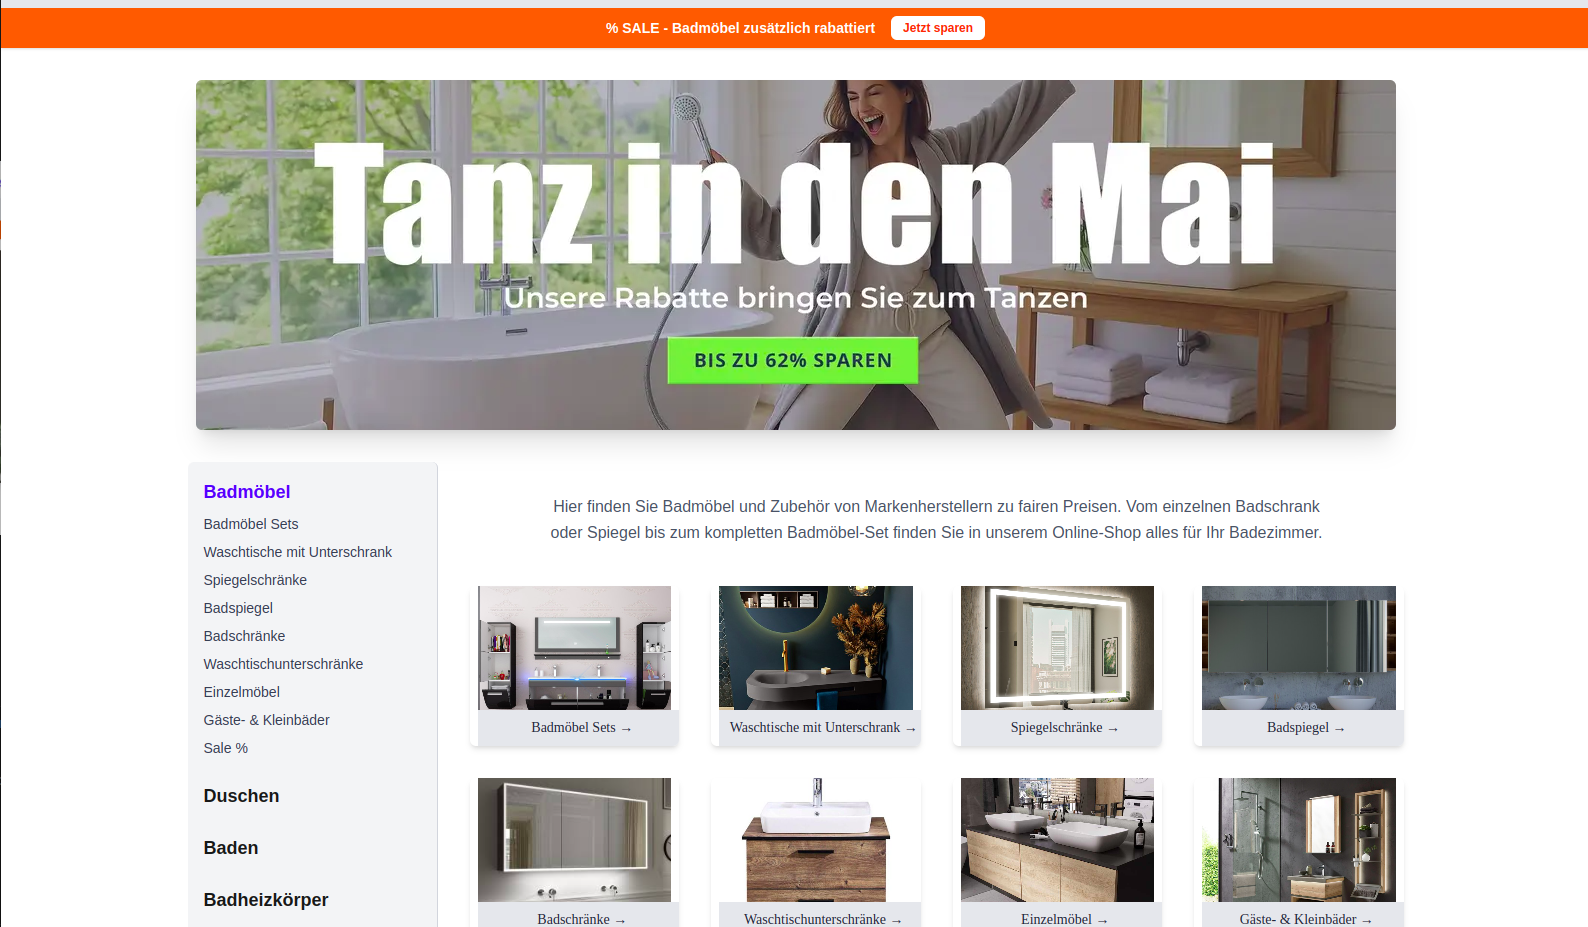 % SALE - Badmöbel zusätzlich rabattiert
Jetzt sparen
Tanz in den Mai
Unsere Rabatte bringen Sie zum Tanzen
BIS ZU 62% SPAREN
Badmöbel
Badmöbel Sets
Waschtische mit Unterschrank
Spiegelschränke
Badspiegel
Badschränke
Waschtischunterschränke
Einzelmöbel
Gäste- & Kleinbäder
Sale %
Duschen
Baden
Badheizkörper
Hier finden Sie Badmöbel und Zubehör von Markenherstellern zu fairen Preisen. Vom einzelnen Badschrank
oder Spiegel bis zum kompletten Badmöbel-Set finden Sie in unserem Online-Shop alles für Ihr Badezimmer.
Badmöbel Sets →
Waschtische mit Unterschrank →
Spiegelschränke →
Badspiegel →
Badschränke →
Waschtischunterschränke →
Einzelmöbel →
Gäste- & Kleinbäder →